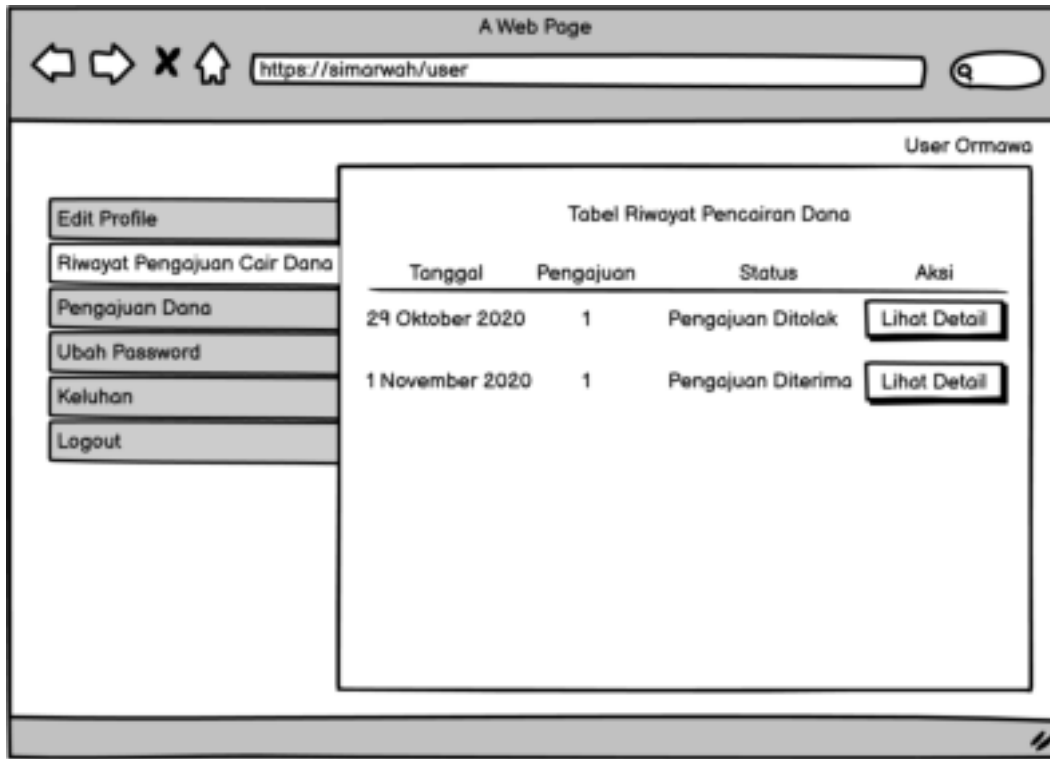 A Web Page
https://simarwah/user
User Ormawa
Edit Profile
Riwayat Pengajuan Cair Dana
Pengajuan Dana
Ubah Password
Keluhan
Logout
Tabel Riwayat Pencairan Dana
Tanggal Pengajuan Status Aksi
29 Oktober 2020 1 Pengajuan Ditolak Lihat Detail
1 November 2020 1 Pengajuan Diterima Lihat Detail